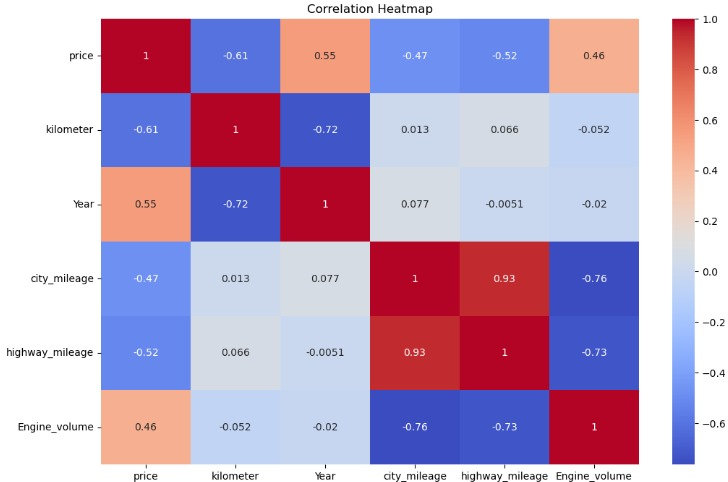 Correlation Heatmap
price 1 -0.61 0.55 -0.47 -0.52 0.46
kilometer -0.61 1 -0.72 0.013 0.066 -0.052
Year 0.55 -0.72 1 0.077 -0.0051 -0.02
city_mileage -0.47 0.013 0.077 1 0.93 -0.76
highway_mileage -0.52 0.066 -0.0051 0.93 1 -0.73
Engine_volume 0.46 -0.052 -0.02 -0.76 -0.73 1
price kilometer Year city_mileage highway_mileage Engine_volume
1.0
0.8
0.6
0.4
0.2
0.0
−0.2
−0.4
−0.6